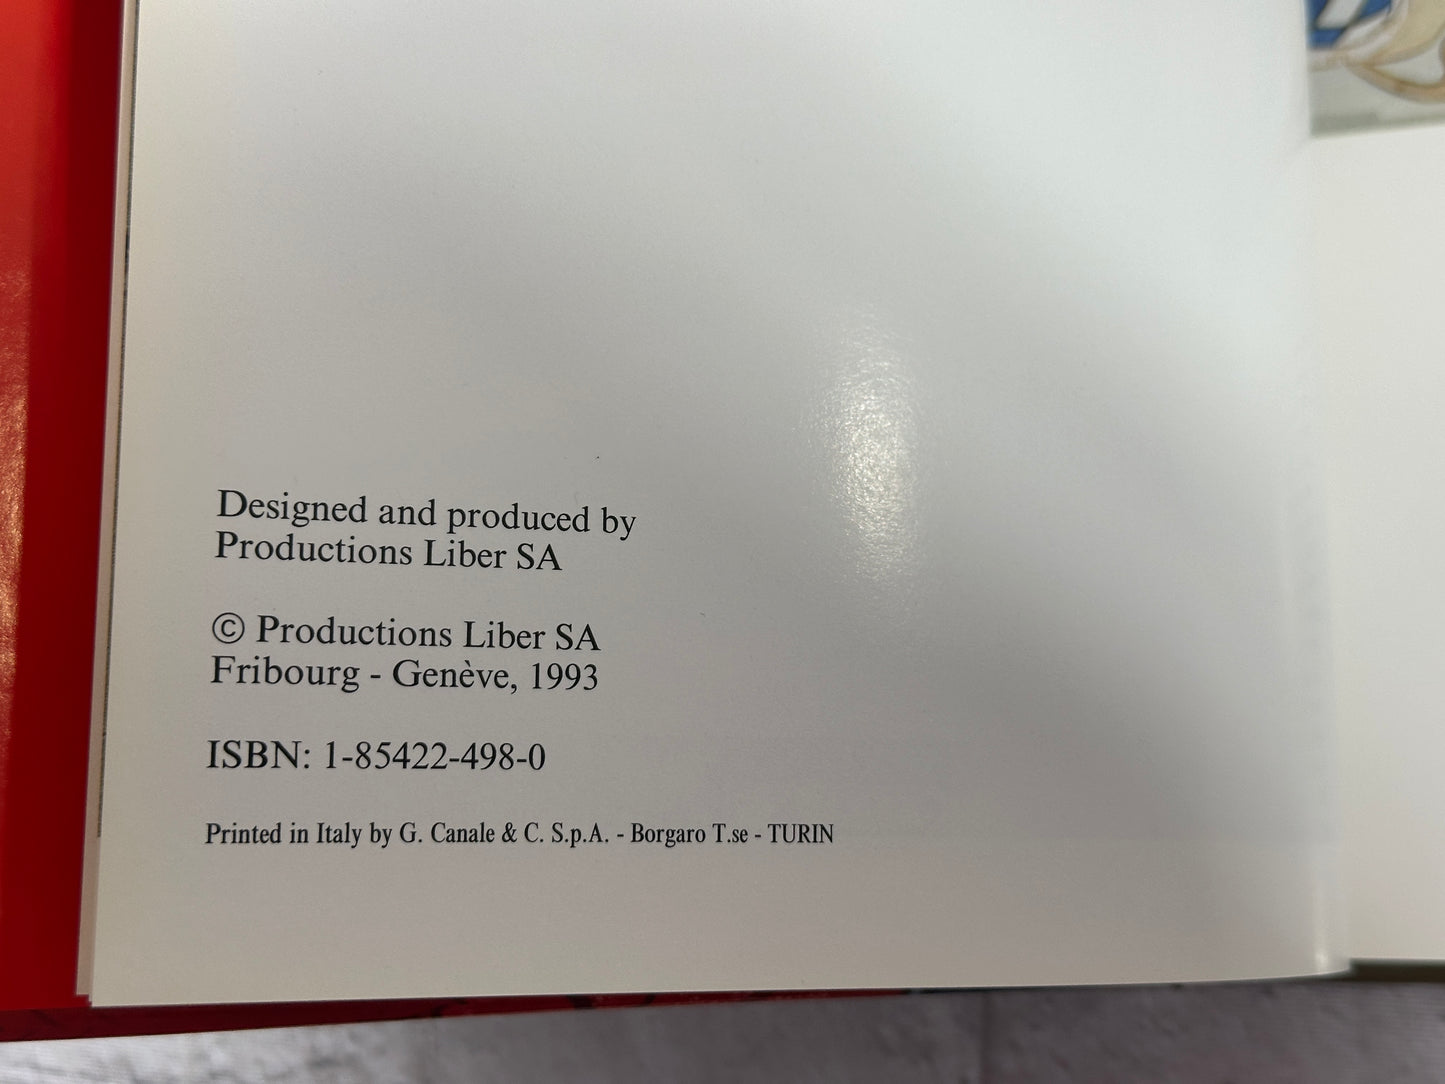 Designed and produced by
Productions Liber SA
© Productions Liber SA
Fribourg - Genève, 1993
ISBN: 1-85422-498-0
Printed in Italy by G. Canale & C. S.p.A. - Borgaro T.se - TURIN